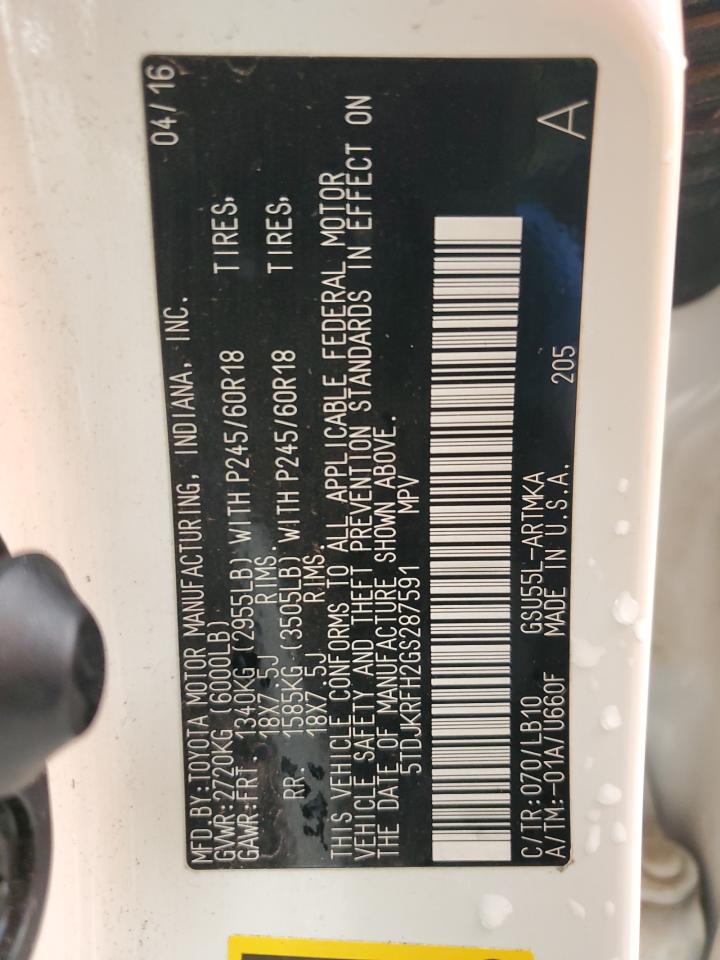 MFD.BY:TOYOTA MOTOR MANUFACTURING, INDIANA, INC. 04/16
GVWR:2720KG (6000LB)
GAWR:FRT. 1340KG (2955LB) WITH P245/60R18 TIRES,
18X7.5J RIMS.
RR. 1585KG (3505LB) WITH P245/60R18 TIRES,
18X7.5J RIMS.
THIS VEHICLE CONFORMS TO ALL APPLICABLE FEDERAL MOTOR
VEHICLE SAFETY AND THEFT PREVENTION STANDARDS IN EFFECT ON
THE DATE OF MANUFACTURE SHOWN ABOVE.
5TDJKRFH2GS287591 MPV
C/TR:070/LB10 GSU55L-ARTMKA
A/TM:-01A/U660F MADE IN U.S.A. 205 A